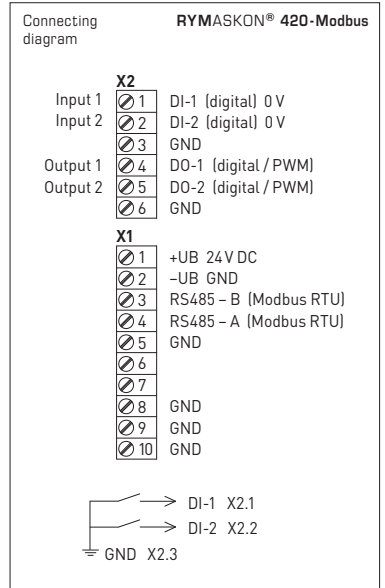 Connecting RYMASKON® 420-Modbus
diagram
X2
Input 1 1 DI-1 (digital) 0 V
Input 2 2 DI-2 (digital) 0 V
3 GND
Output 1 4 DO-1 (digital / PWM)
Output 2 5 DO-2 (digital / PWM)
6 GND
X1
1 +UB 24 V DC
2 –UB GND
3 RS485 – B (Modbus RTU)
4 RS485 – A (Modbus RTU)
5 GND
6
7
8 GND
9 GND
10 GND
DI-1 X2.1
DI-2 X2.2
GND X2.3